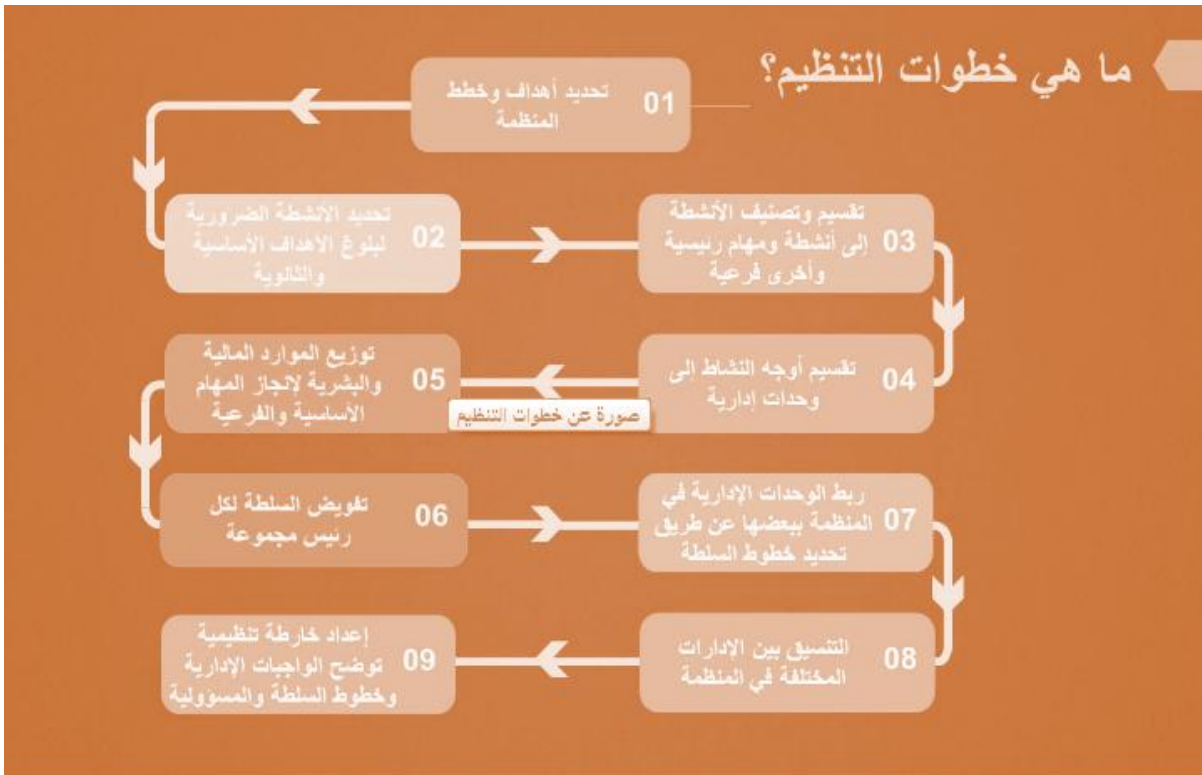 ما هي خطوات التنظيم؟
01
تحديد أهداف وخطط
المنظمة
02
تحديد الأنشطة الضرورية
لبلوغ الأهداف الأساسية
والثانوية
03
تقسيم وتصنيف الأنشطة
إلى أنشطة ومهام رئيسية
وأخرى فرعية
04
تقسيم أوجه النشاط إلى
وحدات إدارية
05
توزيع الموارد المالية
والبشرية لانجاز المهام
الأساسية والفرعية
صورة عن خطوات التنظيم
06
تفويض السلطة لكل
رئيس مجموعة
07
ربط الوحدات الإدارية في
المنظمة ببعضها عن طريق
تحديد خطوط السلطة
08
التنسيق بين الإدارات
المختلفة في المنظمة
09
إعداد خارطة تنظيمية
توضح الواجبات الإدارية
وخطوط السلطة والمسؤولية